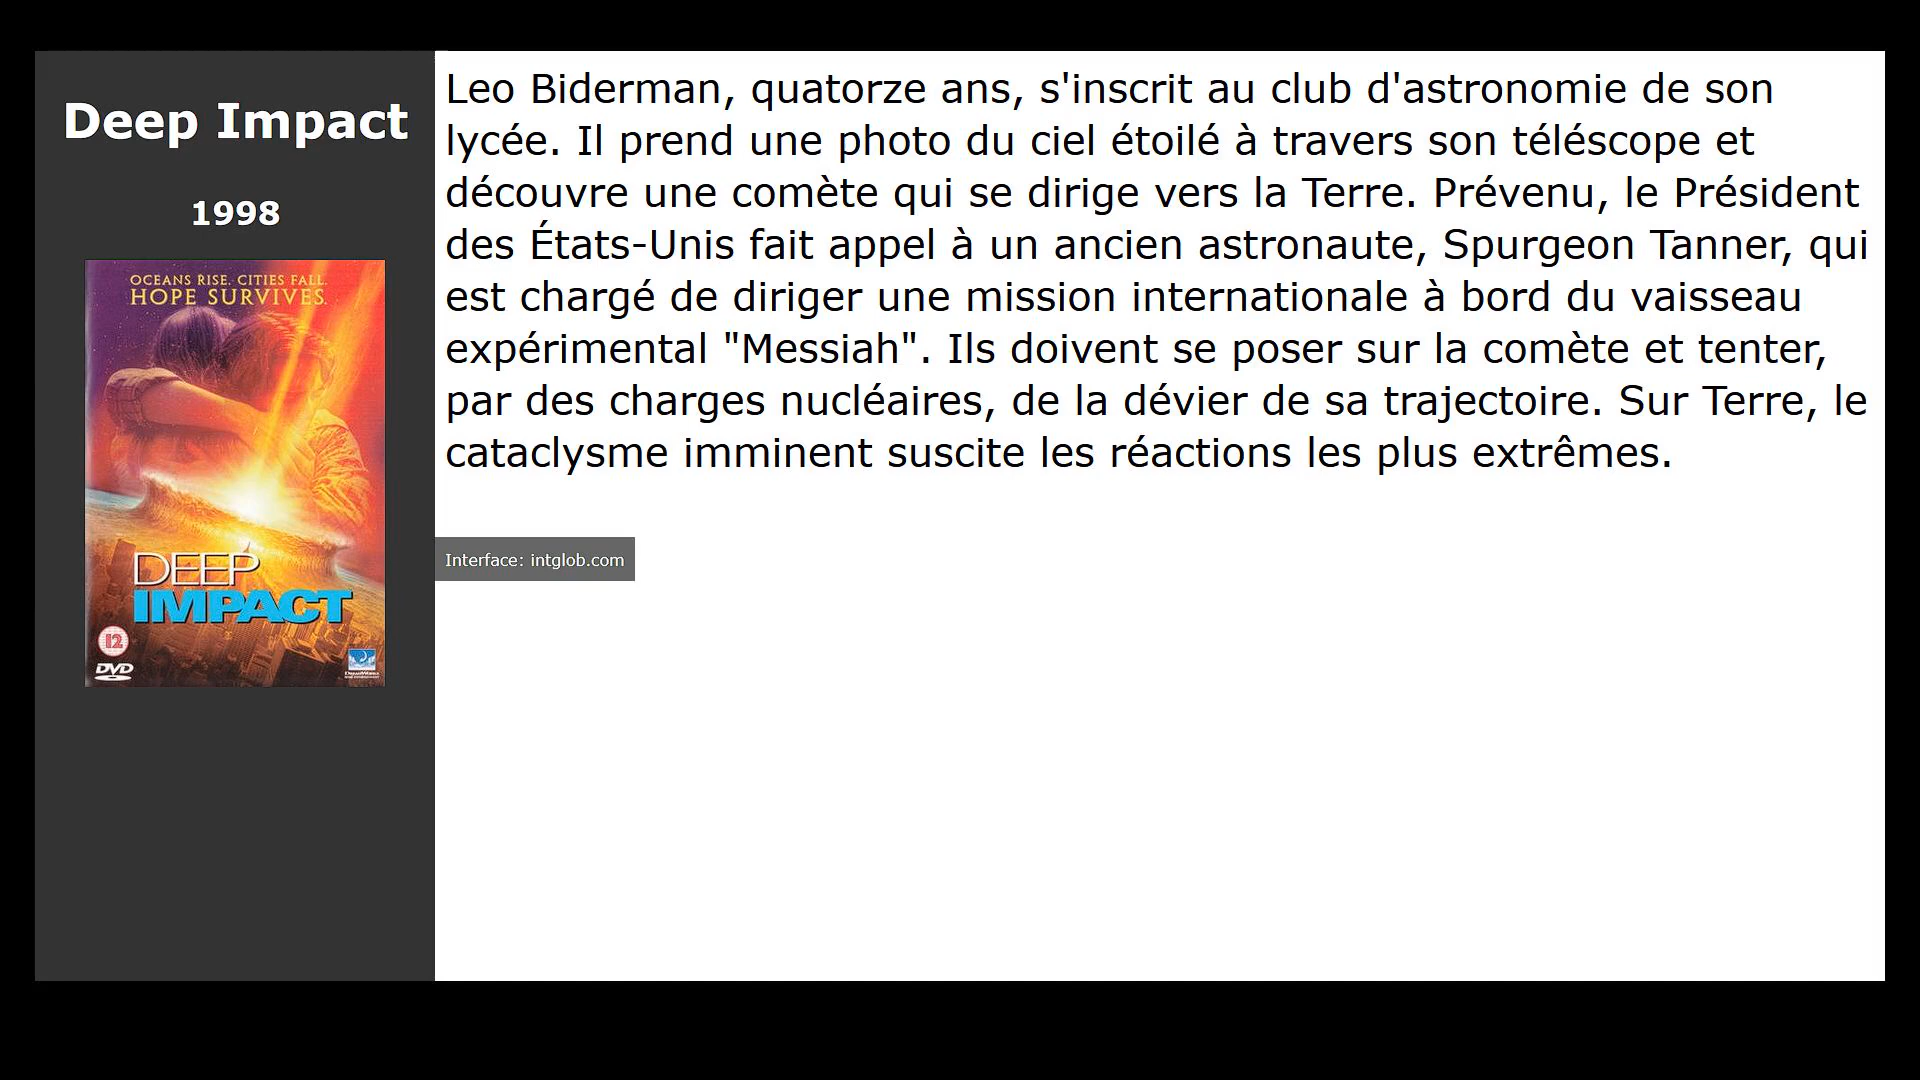 Deep Impact
1998
OCEANS RISE. CITIES FALL.
HOPE SURVIVES.
DEEP
IMPACT
12
DVD
Leo Biderman, quatorze ans, s'inscrit au club d'astronomie de son
lycée. Il prend une photo du ciel étoilé à travers son téléscope et
découvre une comète qui se dirige vers la Terre. Prévenu, le Président
des États-Unis fait appel à un ancien astronaute, Spurgeon Tanner, qui
est chargé de diriger une mission internationale à bord du vaisseau
expérimental "Messiah". Ils doivent se poser sur la comète et tenter,
par des charges nucléaires, de la dévier de sa trajectoire. Sur Terre, le
cataclysme imminent suscite les réactions les plus extrêmes.
Interface: intglob.com